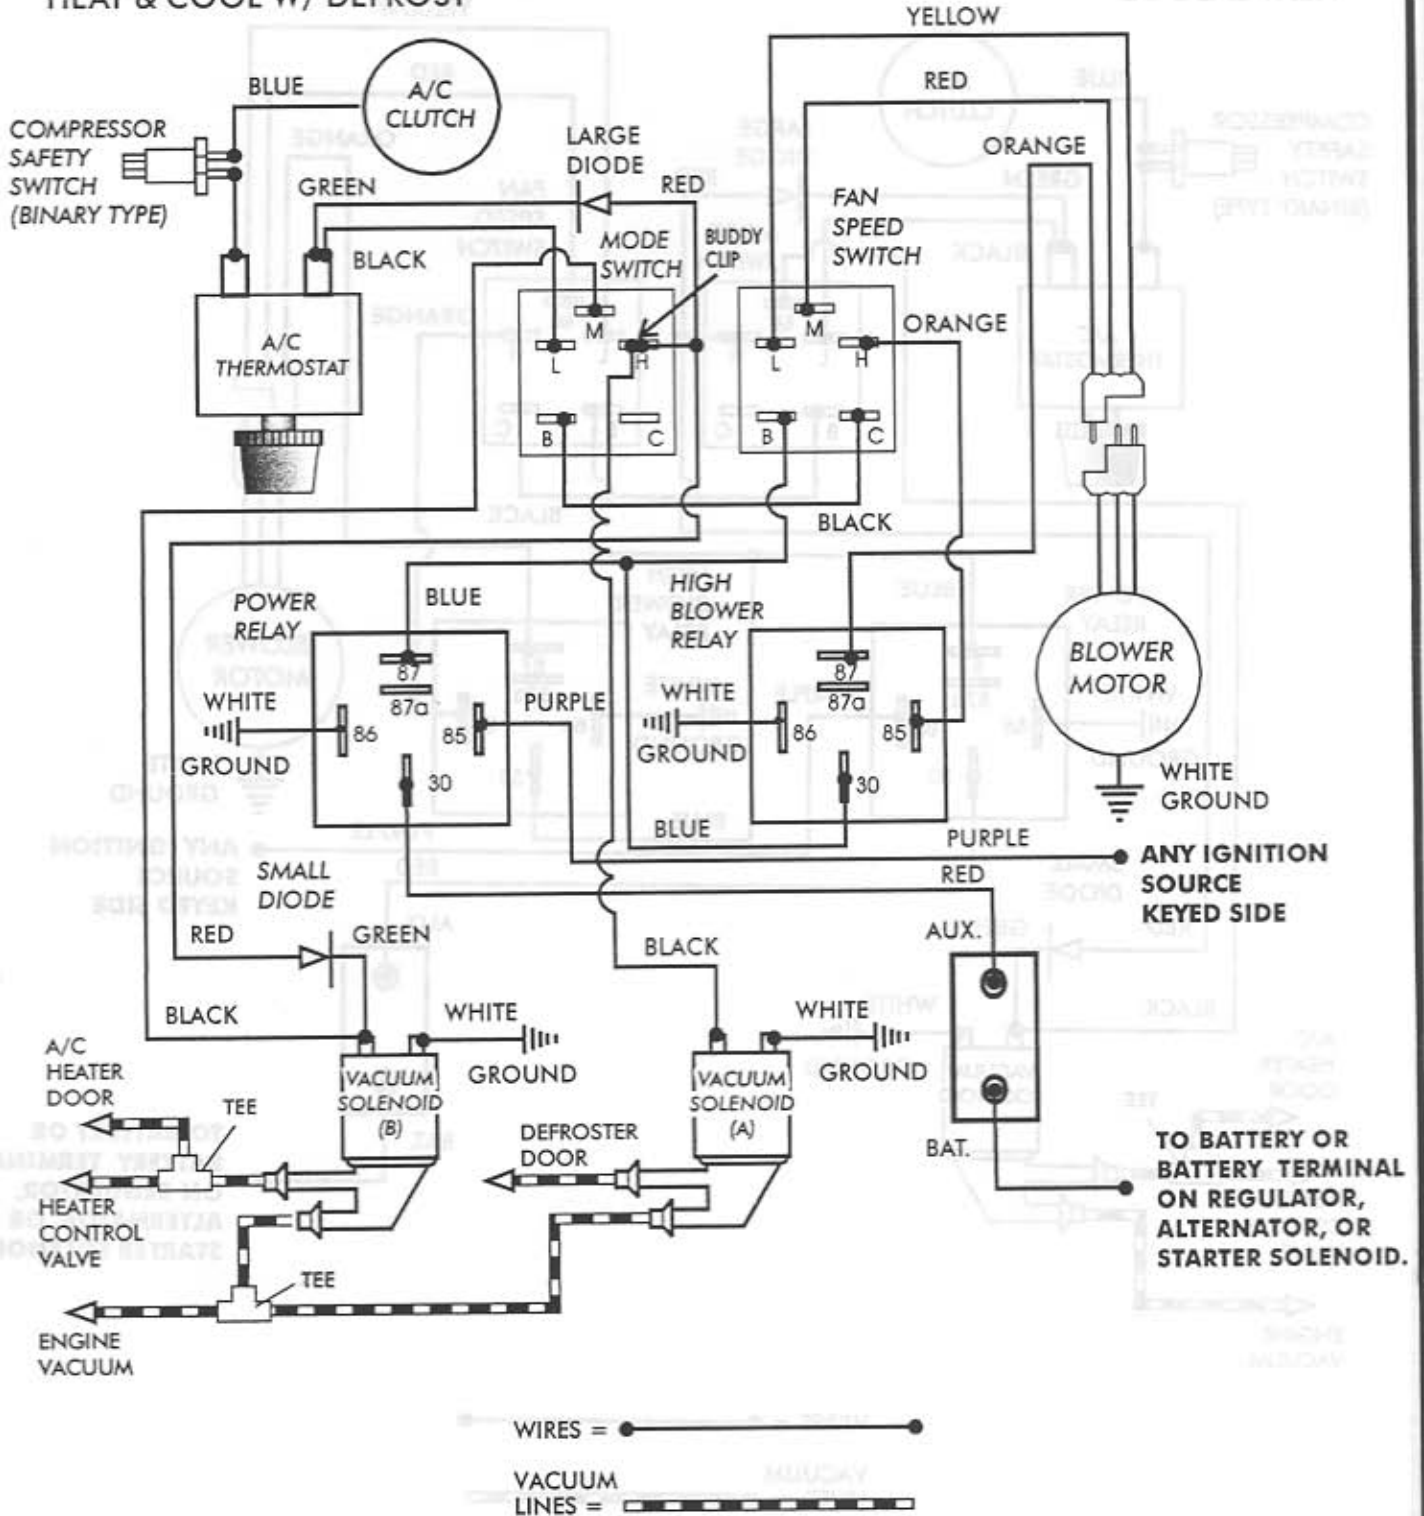 HEAT & COOL W/ DEFROST
YELLOW
BLUE
A/C
CLUTCH
RED
COMPRESSOR
SAFETY
SWITCH
(BINARY TYPE)
LARGE
DIODE
ORANGE
GREEN
RED
FAN
SPEED
SWITCH
BLACK
MODE
SWITCH
BUDDY
CLIP
A/C
THERMOSTAT
M
L
H
B
C
M
L
H
B
C
ORANGE
BLACK
POWER
RELAY
BLUE
HIGH
BLOWER
RELAY
BLOWER
MOTOR
87
87a
86
85
30
WHITE
GROUND
PURPLE
87
87a
86
85
30
WHITE
GROUND
WHITE
GROUND
BLUE
PURPLE
ANY IGNITION
SOURCE
KEYED SIDE
SMALL
DIODE
RED
RED
GREEN
BLACK
AUX.
BLACK
WHITE
GROUND
WHITE
GROUND
A/C
HEATER
DOOR
TEE
VACUUM
SOLENOID
(B)
DEFROSTER
DOOR
VACUUM
SOLENOID
(A)
BAT.
TO BATTERY OR
BATTERY TERMINAL
ON REGULATOR,
ALTERNATOR, OR
STARTER SOLENOID.
HEATER
CONTROL
VALVE
TEE
ENGINE
VACUUM
WIRES =
VACUUM
LINES =